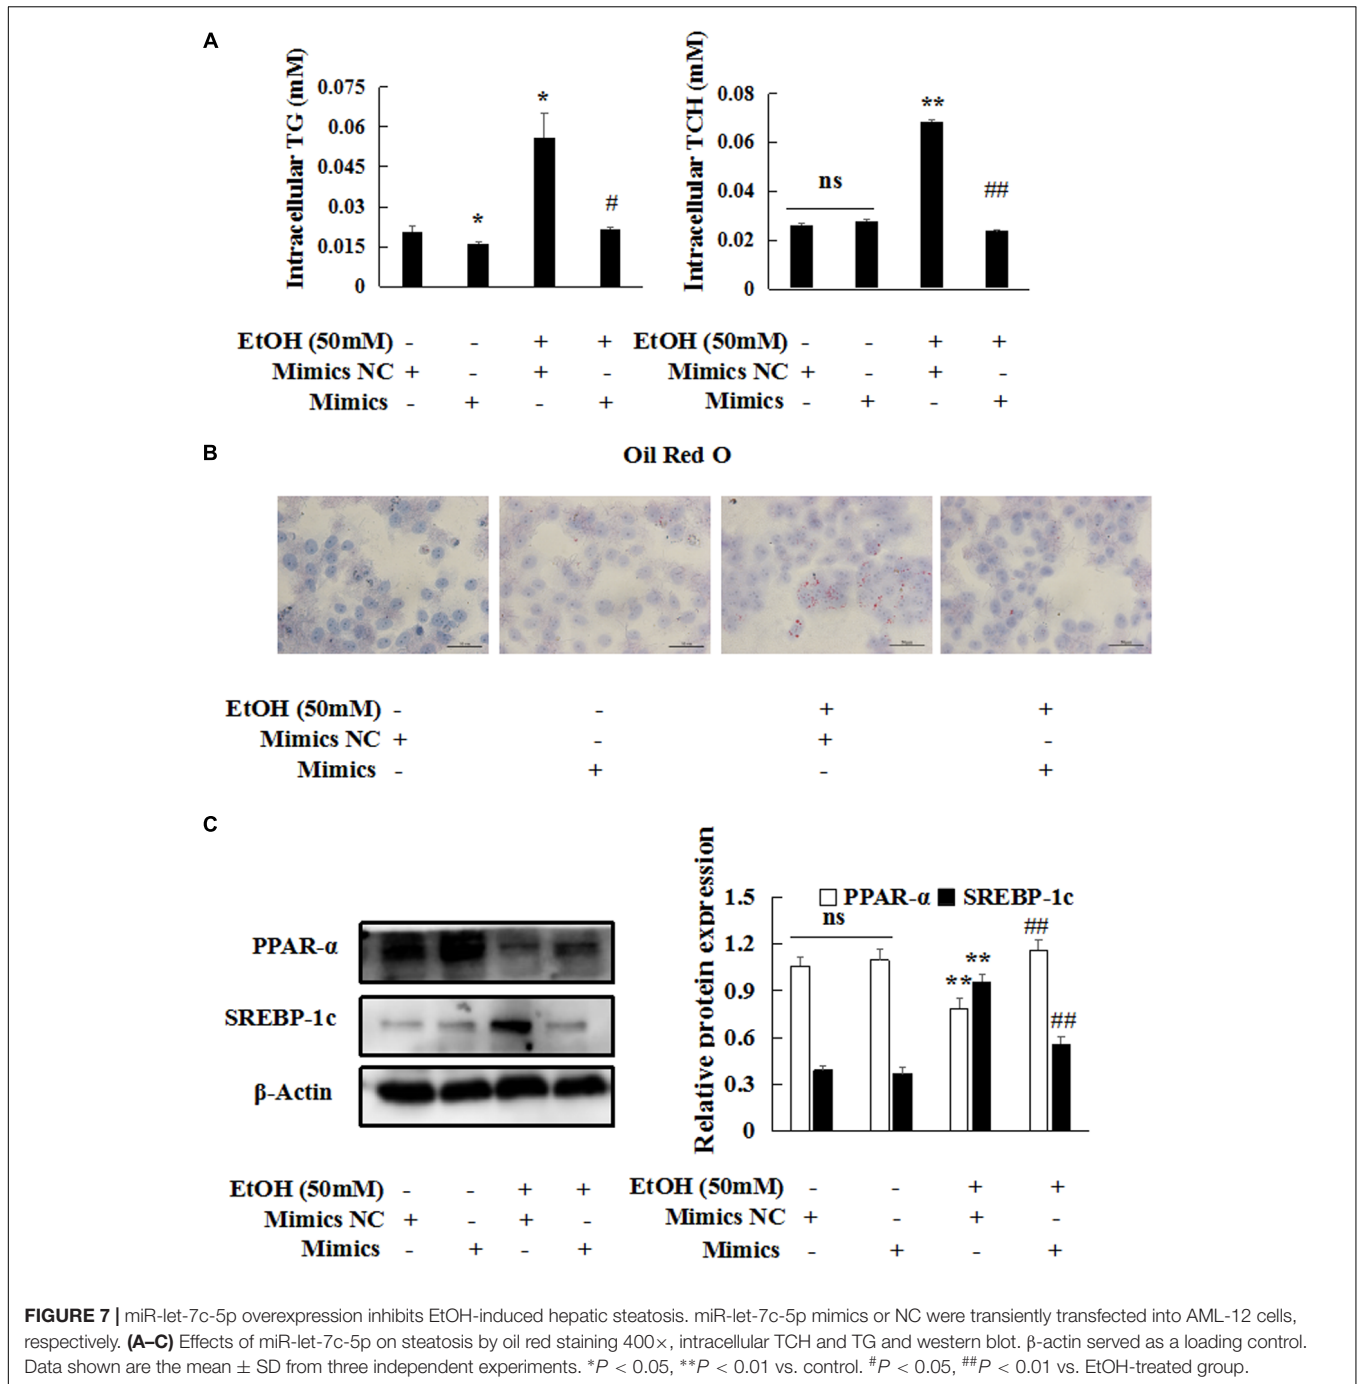 A
Intracellular TG (mM)
0.075
0.06
0.045
0.03
0.015
0
*
*
#
Intracellular TCH (mM)
0.08
0.06
0.04
0.02
0
ns
**
##
EtOH (50mM) - - + +
Mimics NC + - + -
Mimics - + - +
EtOH (50mM) - - + +
Mimics NC + - + -
Mimics - + - +
B
Oil Red O
EtOH (50mM) - - + +
Mimics NC + - + -
Mimics - + - +
C
PPAR-α
SREBP-1c
β-Actin
EtOH (50mM) - - + +
Mimics NC + - + -
Mimics - + - +
Relative protein expression
1.5
1.2
0.9
0.6
0.3
0
PPAR-α SREBP-1c
ns
**
**
##
##
EtOH (50mM) - - + +
Mimics NC + - + -
Mimics - + - +
FIGURE 7 | miR-let-7c-5p overexpression inhibits EtOH-induced hepatic steatosis. miR-let-7c-5p mimics or NC were transiently transfected into AML-12 cells,
respectively. (A–C) Effects of miR-let-7c-5p on steatosis by oil red staining 400×, intracellular TCH and TG and western blot. β-actin served as a loading control.
Data shown are the mean ± SD from three independent experiments. *P < 0.05, **P < 0.01 vs. control. #P < 0.05, ##P < 0.01 vs. EtOH-treated group.